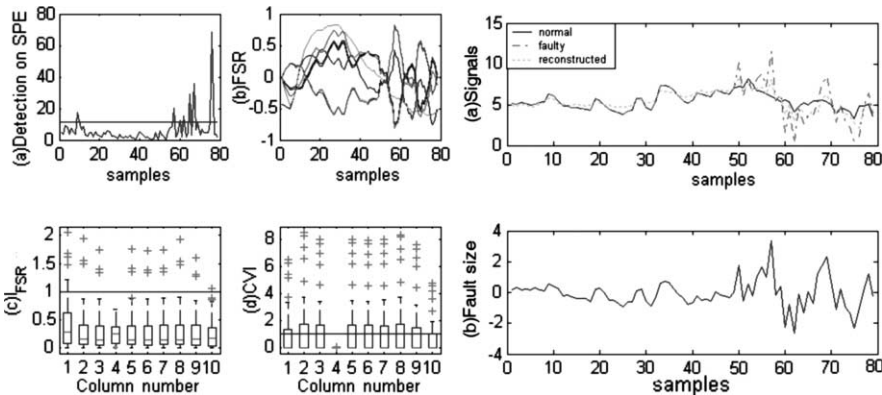 (a)Detection on SPE
80
60
40
20
0
0 20 40 60 80
samples
(b)FSR
1
0.5
0
-0.5
-1
0 20 40 60 80
samples
(a)Signals
15
10
5
0
normal
faulty
reconstructed
0 10 20 30 40 50 60 70 80
samples
(c)I FSR
2
1.5
1
0.5
0
1 2 3 4 5 6 7 8 9 10
Column number
(d)CVI
8
6
4
2
0
1 2 3 4 5 6 7 8 9 10
Column number
(b)Fault size
4
2
0
-2
-4
0 10 20 30 40 50 60 70 80
samples